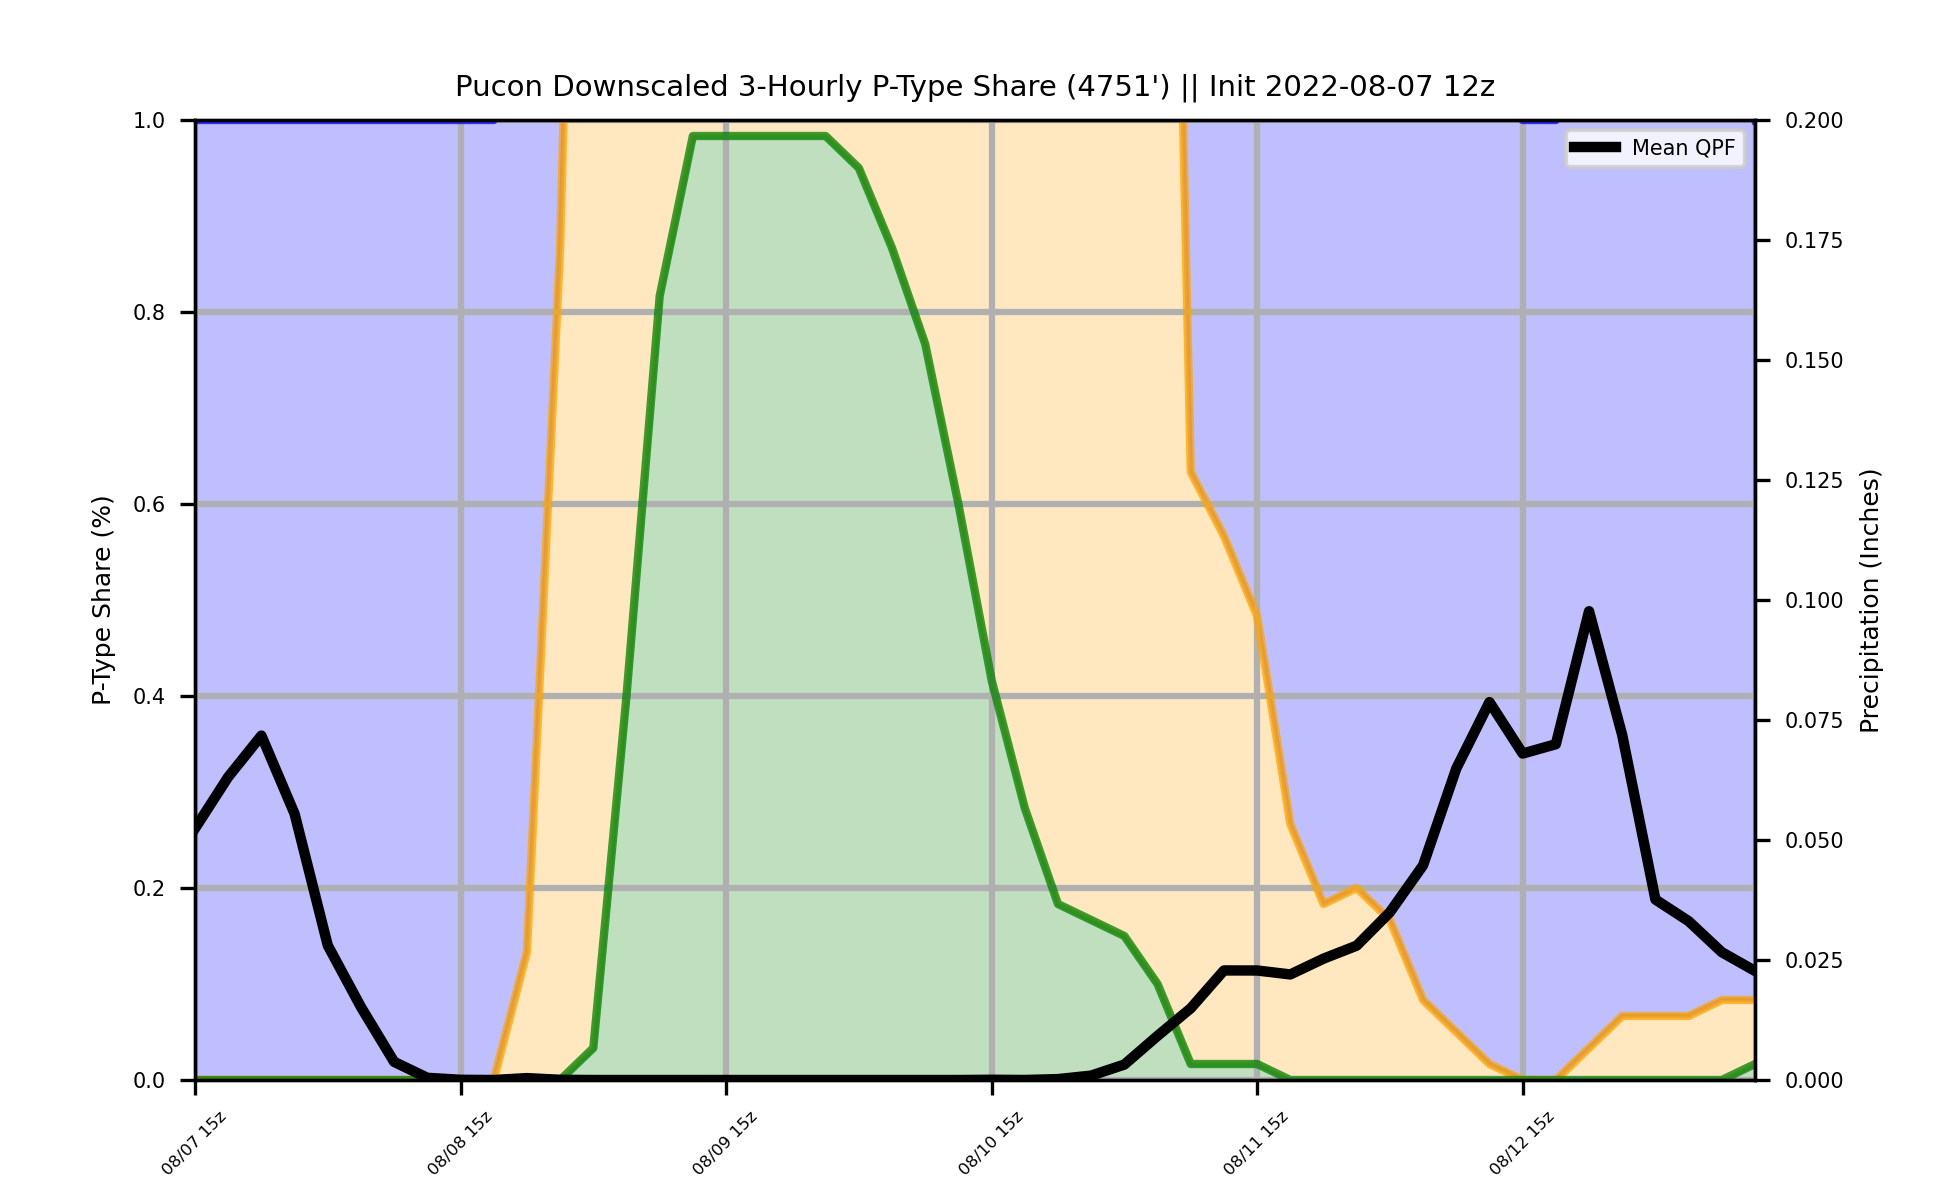 Pucon Downscaled 3-Hourly P-Type Share (4751') || Init 2022-08-07 12z
Mean QPF
P-Type Share (%)
1.0
0.8
0.6
0.4
0.2
0.0
0.200
0.175
0.150
0.125
0.100
0.075
0.050
0.025
0.000
Precipitation (Inches)
08/07 15z
08/08 15z
08/09 15z
08/10 15z
08/11 15z
08/12 15z